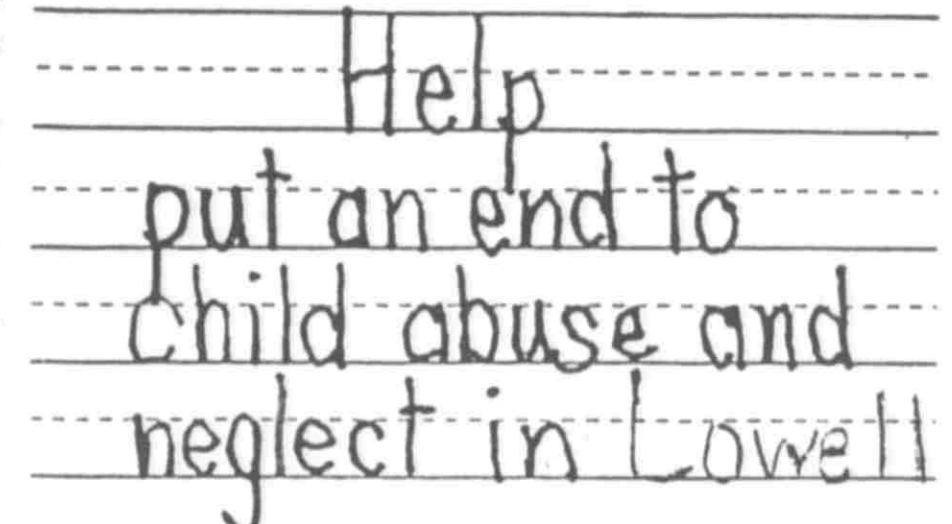 Help
put an end to
child abuse and
neglect in Lowell